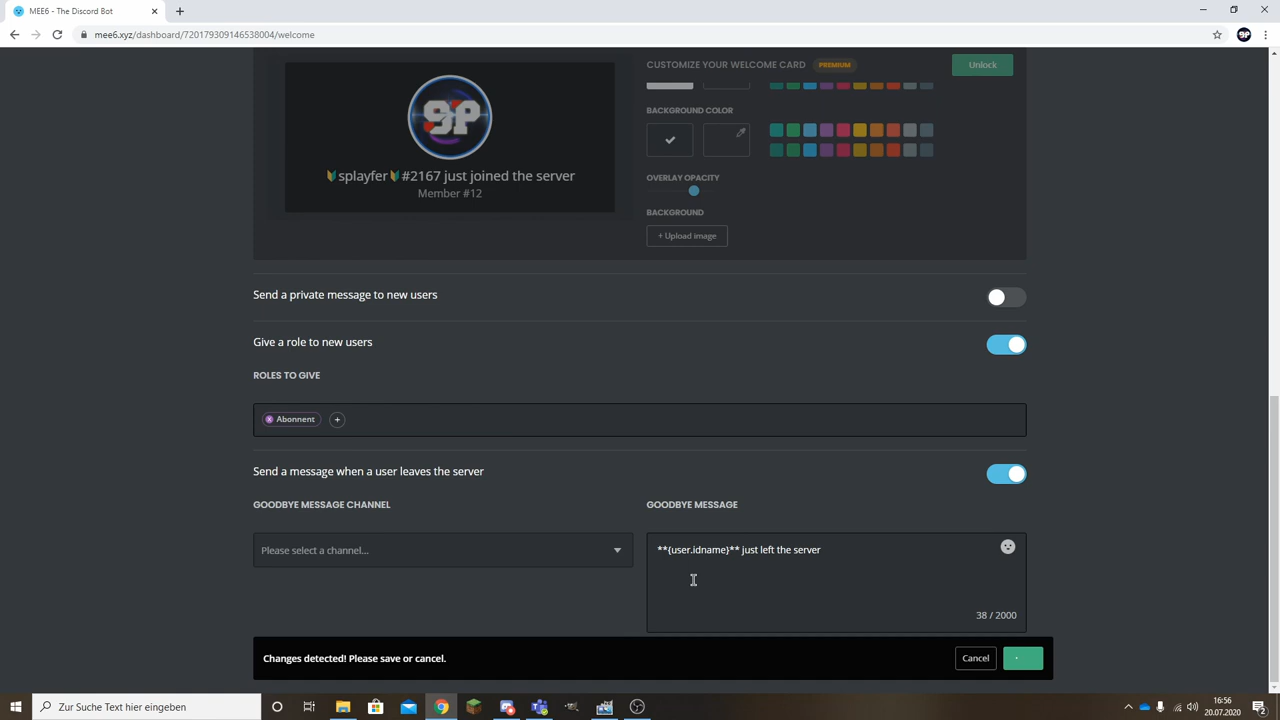 MEE6 - The Discord Bot
mee6.xyz/dashboard/720179309146538004/welcome
CUSTOMIZE YOUR WELCOME CARD PREMIUM
Unlock
BACKGROUND COLOR
SP
splayfer #2167 just joined the server
Member #12
OVERLAY OPACITY
BACKGROUND
+ Upload image
Send a private message to new users
Give a role to new users
ROLES TO GIVE
Abonnent +
Send a message when a user leaves the server
GOODBYE MESSAGE CHANNEL
GOODBYE MESSAGE
Please select a channel...
**{user.idname}** just left the server
38 / 2000
Changes detected! Please save or cancel.
Cancel
Zur Suche Text hier eingeben
16:56
20.07.2020
2